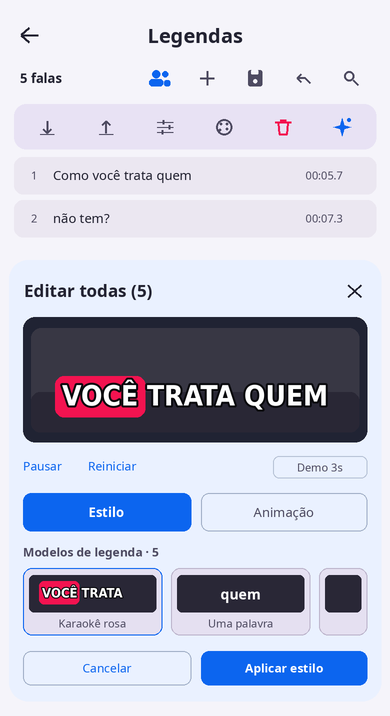 Legendas
5 falas
1 Como você trata quem 00:05.7
2 não tem? 00:07.3
Editar todas (5)
VOCÊ TRATA QUEM
Pausar Reiniciar Demo 3s
Estilo Animação
Modelos de legenda · 5
VOCÊ TRATA quem
Karaokê rosa Uma palavra
Cancelar Aplicar estilo